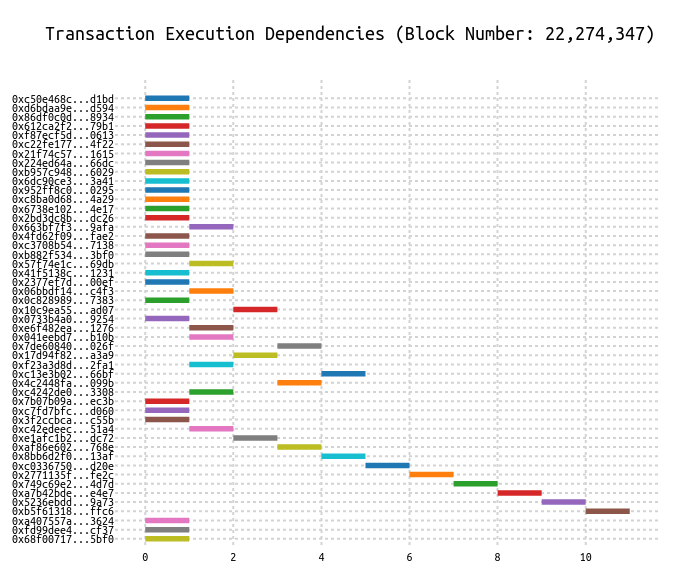 Transaction Execution Dependencies (Block Number: 22,274,347)
0xc50e468c...d1bd
0xd6bdaa9e...d594
0x86df0c0d...8934
0x612ca2f2...79b1
0xf87ecf5d...0613
0xc22fe177...4f22
0x21f74c57...1615
0x224ed64a...66dc
0xb957c948...6029
0x6dc90ce3...3a41
0x952ff8c0...0295
0xc8ba0d68...4a29
0x6738e102...4e17
0x2bd3dc8b...dc26
0x663bf7f3...9afa
0x4fd62f09...fae2
0xc3708b54...7138
0xb882f534...3bf0
0x57f74e1c...69db
0x41f5138c...1231
0x2377ef7d...00ef
0x06bbdf14...c4f3
0x0c828989...7383
0x10c9ea55...ad07
0x0733b4a0...9254
0xe6f482ea...1276
0x041eebd7...b10b
0x7de60840...026f
0x17d94f82...a3a9
0xf23a3d8d...2fa1
0xc13e3b02...66bf
0x4c2448fa...099b
0xc4242de0...3308
0x7b07b09a...ec3b
0xc7fd7bfc...d060
0x3f2ccbca...c55b
0xc42edeec...51a4
0xe1afc1b2...dc72
0xaf86e602...768e
0x8bb6d2f0...13af
0xc0336750...d20e
0x2771135f...fe2c
0x749c69e2...4d7d
0xa7b42bde...e4e7
0x5236ebdd...9a73
0xb5f61318...ffc6
0xa407557a...3624
0xfd99dee4...cf37
0x68f00717...5bf0
0 2 4 6 8 10